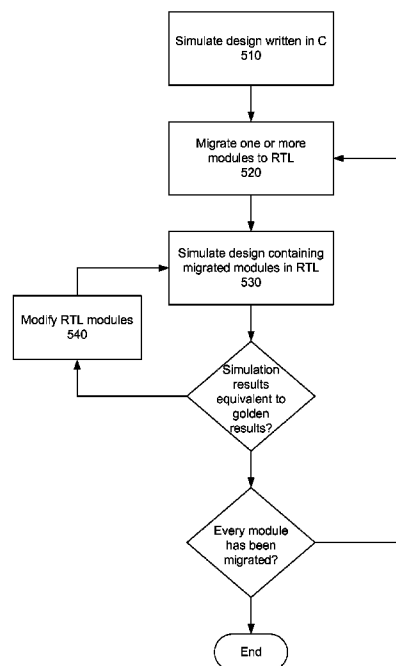 Simulate design written in C
510
Migrate one or more
modules to RTL
520
Simulate design containing
migrated modules in RTL
530
Modify RTL modules
540
Simulation
results
equivalent to
golden
results?
Every module
has been
migrated?
End